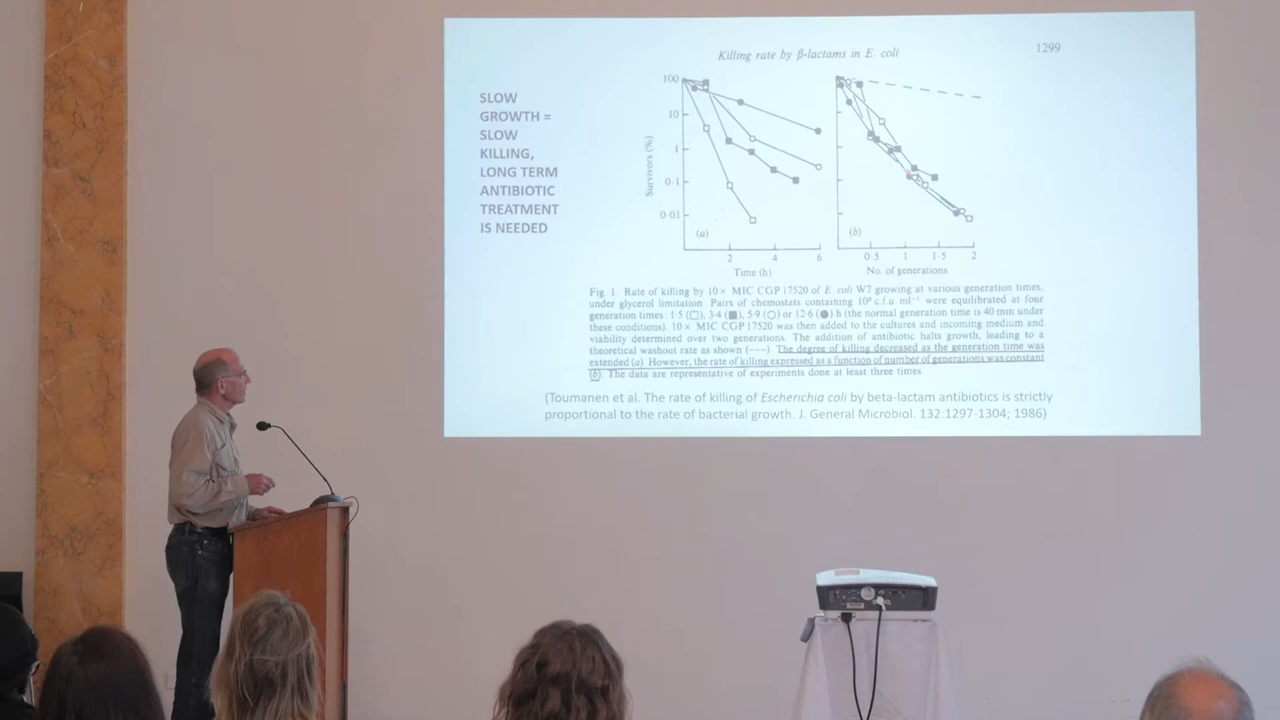 SLOW
GROWTH =
SLOW
KILLING,
LONG TERM
ANTIBIOTIC
TREATMENT
IS NEEDED
Killing rate by β-lactams in E. coli
1299
Survivors (%)
100
10
1
0·1
0·01
(a)
2
4
6
Time (h)
(b)
0·5
1
1·5
2
No. of generations
Fig. 1. Rate of killing by 10× MIC CGP 17520 of E. coli W7 growing at various generation times,
under glycerol limitation. Pairs of chemostats containing 10⁸ c.f.u. ml⁻¹ were equilibrated at four
generation times: 1·5 (□), 3·4 (■), 5·9 (○) or 12·6 (●) h (the normal generation time is 40 min under
these conditions). 10× MIC CGP 17520 was then added to the cultures and incoming medium and
viability determined over two generations. The addition of antibiotic halts growth, leading to a
theoretical washout rate as shown (---). The degree of killing decreased as the generation time was
extended (a). However, the rate of killing expressed as a function of number of generations was constant
(b). The data are representative of experiments done at least three times.
(Toumanen et al. The rate of killing of Escherichia coli by beta-lactam antibiotics is strictly
proportional to the rate of bacterial growth. J. General Microbiol. 132:1297-1304; 1986)